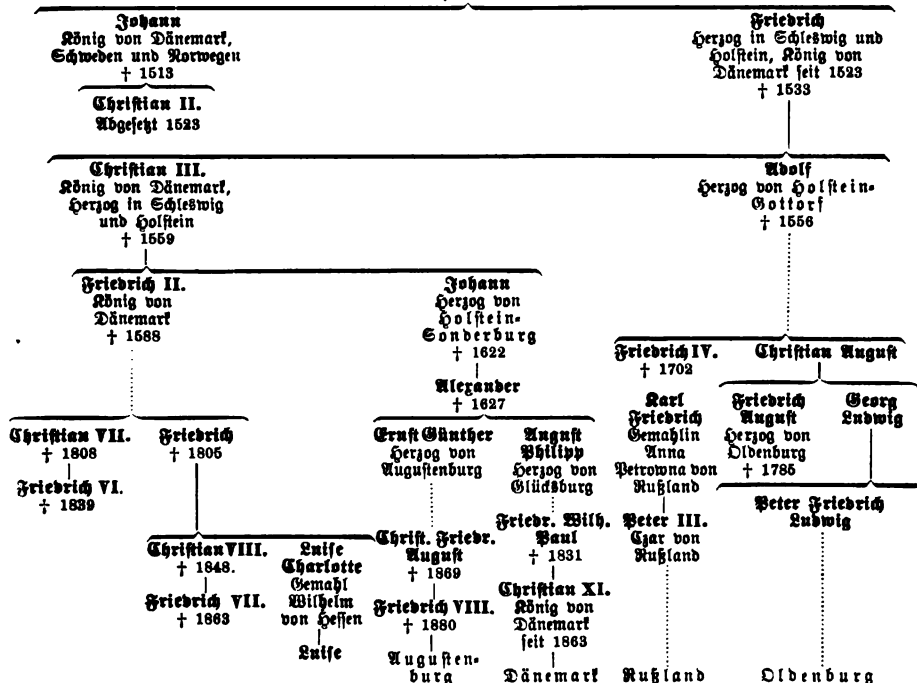 Johann
König von Dänemark,
Schweden und Norwegen
† 1513
Christian II.
Abgesetzt 1523
Friedrich
Herzog in Schleswig und
Holstein, König von
Dänemark seit 1523
† 1533
Christian III.
König von Dänemark,
Herzog in Schleswig
und Holstein
† 1559
Adolf
Herzog von Holstein-
Gottorf
† 1556
Friedrich II.
König von
Dänemark
† 1588
Johann
Herzog von
Holstein-
Sonderburg
† 1622
Alexander
† 1627
Friedrich IV.
† 1702
Christian August
Christian VII.
† 1808
Friedrich VI.
† 1839
Friedrich
† 1805
Ernst Günther
Herzog von
Augustenburg
August
Philipp
Herzog von
Glücksburg
Karl
Friedrich
Gemahlin
Anna
Petrowna von
Rußland
Friedrich
August
Herzog von
Oldenburg
† 1785
Georg
Ludwig
Peter Friedrich
Ludwig
Christian VIII.
† 1848.
Friedrich VII.
† 1863
Luise
Charlotte
Gemahl
Wilhelm
von Hessen
Luise
Christ. Friedr.
August
† 1869
Friedrich VIII.
† 1880
Augusten-
burg
Friedr. Wilh.
Paul
† 1831
Christian XI.
König von
Dänemark
seit 1863
Dänemark
Peter III.
Czar von
Rußland
Rußland
Oldenburg